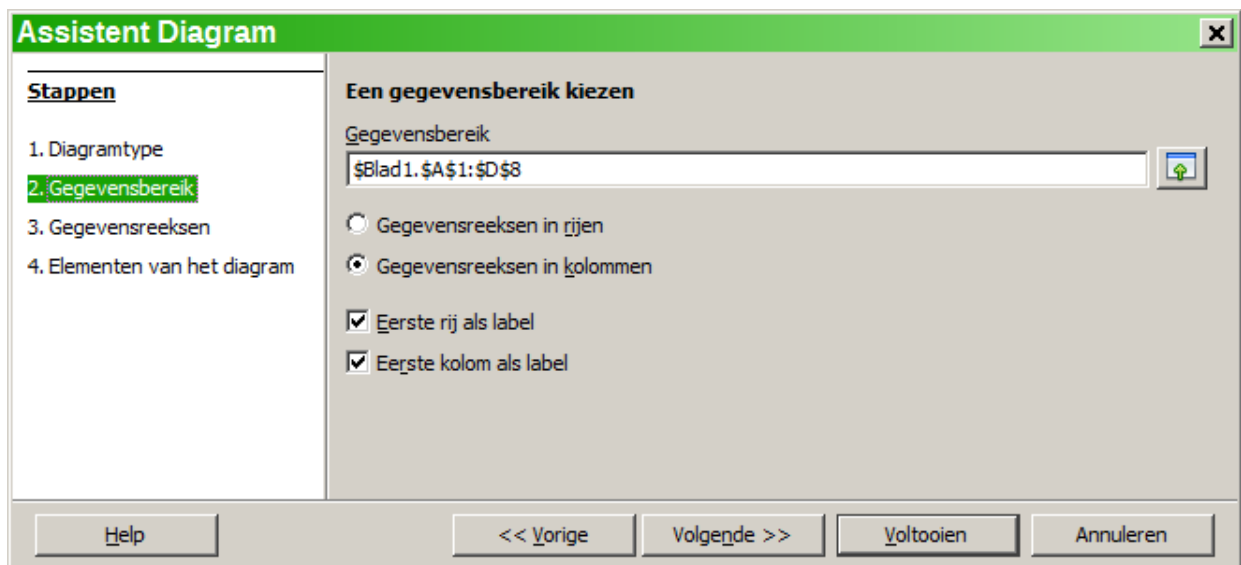 Assistent Diagram
Stappen
1. Diagramtype
2. Gegevensbereik
3. Gegevensreeksen
4. Elementen van het diagram
Een gegevensbereik kiezen
Gegevensbereik
$Blad1.$A$1:$D$8
Gegevensreeksen in rijen
Gegevensreeksen in kolommen
Eerste rij als label
Eerste kolom als label
Help
<< Vorige
Volgende >>
Voltooien
Annuleren